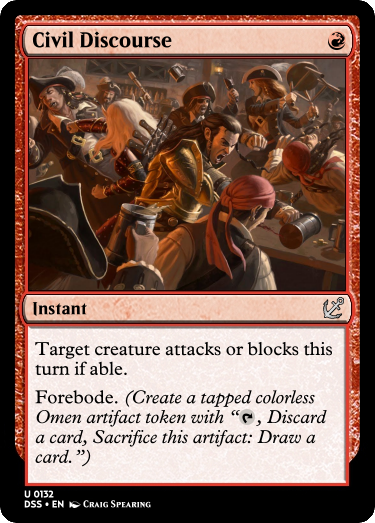 Civil Discourse
Instant
Target creature attacks or blocks this
turn if able.
Forebode. (Create a tapped colorless
Omen artifact token with “, Discard
a card, Sacrifice this artifact: Draw a
card.”)
U 0132
DSS • EN Craig Spearing